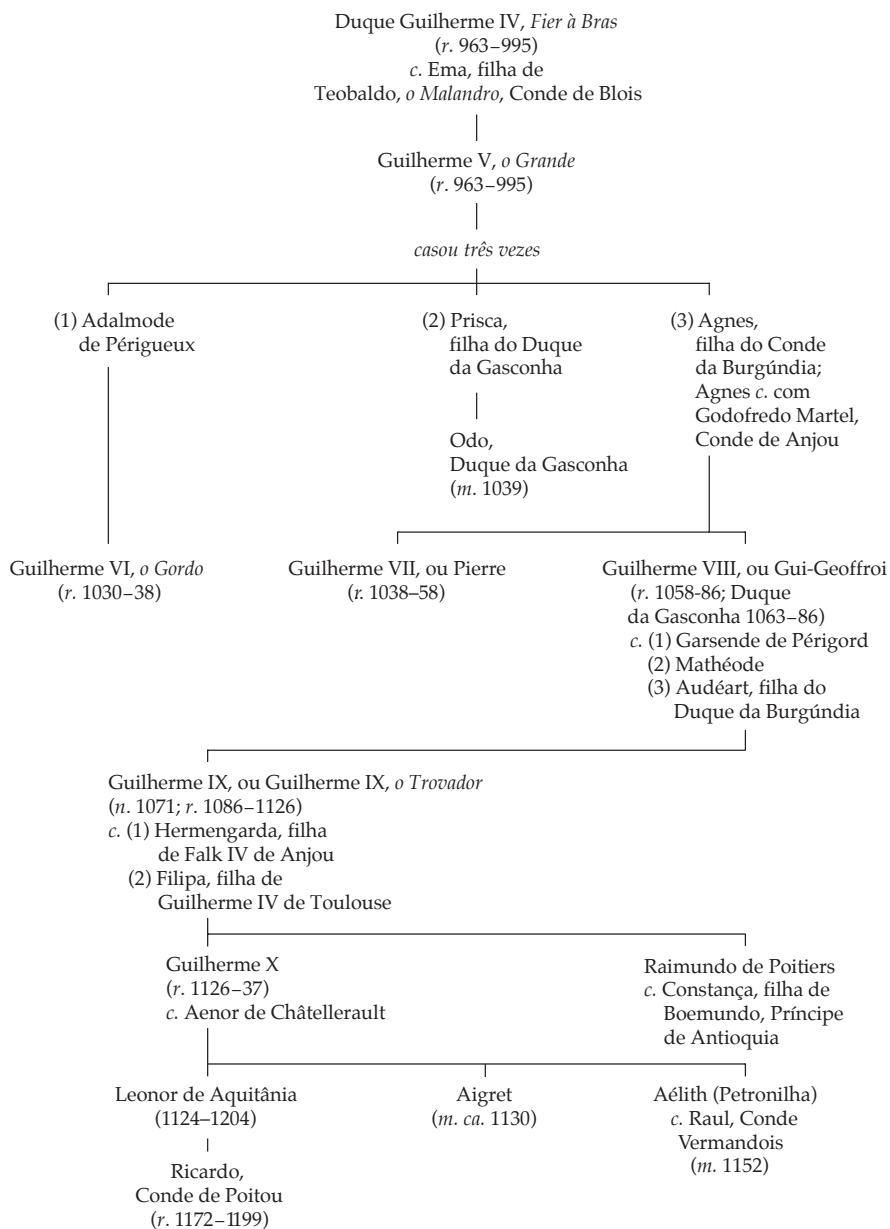 Duque Guilherme IV, Fier à Bras
(r. 963–995)
c. Ema, filha de
Teobaldo, o Malandro, Conde de Blois
Guilherme V, o Grande
(r. 963–995)
casou três vezes
(1) Adalmode
de Périgueux
(2) Prisca,
filha do Duque
da Gasconha
Odo,
Duque da Gasconha
(m. 1039)
(3) Agnes,
filha do Conde
da Burgúndia;
Agnes c. com
Godofredo Martel,
Conde de Anjou
Guilherme VI, o Gordo
(r. 1030–38)
Guilherme VII, ou Pierre
(r. 1038–58)
Guilherme VIII, ou Gui-Geoffroi
(r. 1058-86; Duque
da Gasconha 1063–86)
c. (1) Garsende de Périgord
(2) Mathéode
(3) Audéart, filha do
Duque da Burgúndia
Guilherme IX, ou Guilherme IX, o Trovador
(n. 1071; r. 1086–1126)
c. (1) Hermengarda, filha
de Falk IV de Anjou
(2) Filipa, filha de
Guilherme IV de Toulouse
Guilherme X
(r. 1126–37)
c. Aenor de Châtellerault
Raimundo de Poitiers
c. Constança, filha de
Boemundo, Príncipe
de Antioquia
Leonor de Aquitânia
(1124–1204)
Aigret
(m. ca. 1130)
Aélith (Petronilha)
c. Raul, Conde
Vermandois
(m. 1152)
Ricardo,
Conde de Poitou
(r. 1172–1199)